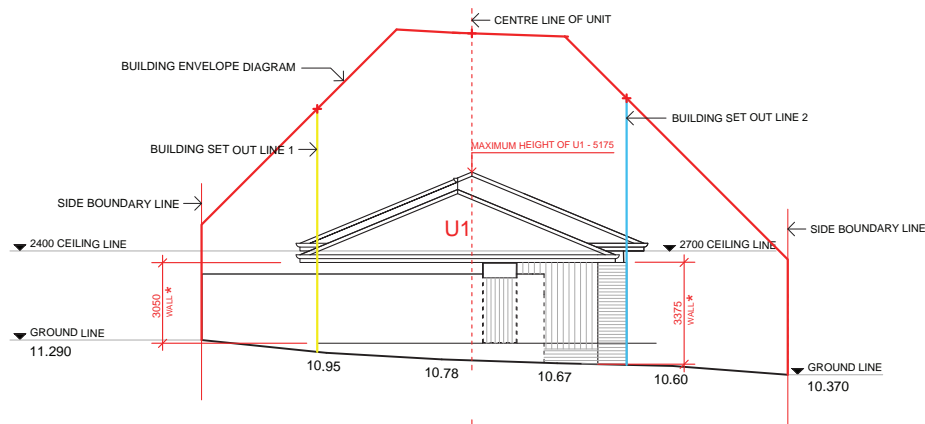 CENTRE LINE OF UNIT
BUILDING ENVELOPE DIAGRAM
BUILDING SET OUT LINE 2
BUILDING SET OUT LINE 1
MAXIMUM HEIGHT OF U1 - 5175
SIDE BOUNDARY LINE
U1
SIDE BOUNDARY LINE
2400 CEILING LINE
2700 CEILING LINE
3050
WALL *
3375
WALL *
GROUND LINE
11.290
10.95
10.78
10.67
10.60
GROUND LINE
10.370